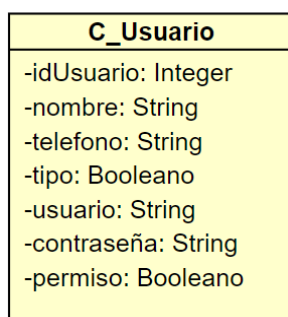 C_Usuario
-idUsuario: Integer
-nombre: String
-telefono: String
-tipo: Booleano
-usuario: String
-contraseña: String
-permiso: Booleano